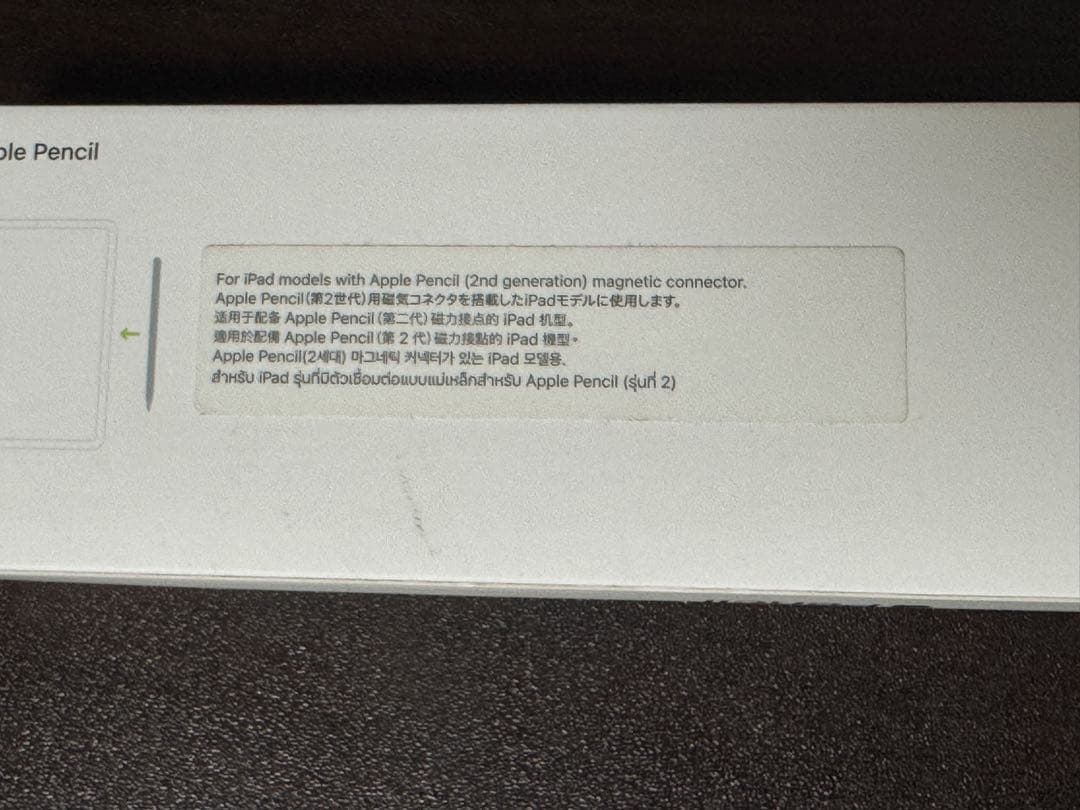 Pencil
For iPad models with Apple Pencil (2nd generation) magnetic connector.
Apple Pencil(第2世代)用磁気コネクタを搭載したiPadモデルに使用します。
适用于配备 Apple Pencil(第二代)磁力接点的 iPad 机型。
適用於配備 Apple Pencil(第 2 代)磁力接點的 iPad 機型。
Apple Pencil(2세대) 마그네틱 커넥터가 있는 iPad 모델용.
สำหรับ iPad รุ่นที่มีตัวเชื่อมต่อแบบแม่เหล็กสำหรับ Apple Pencil (รุ่นที่ 2)